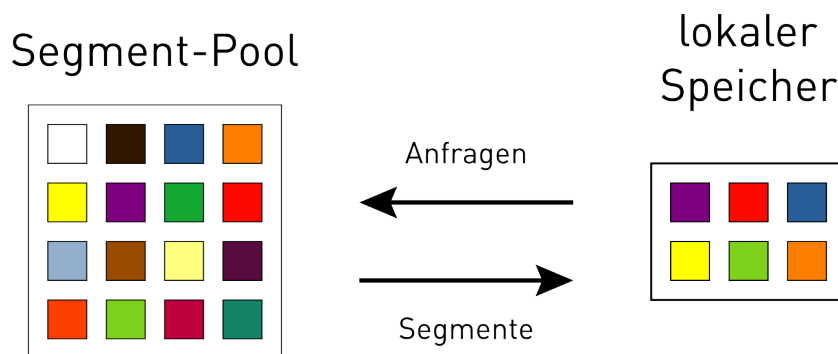 Segment-Pool
lokaler
Speicher
Anfragen
Segmente